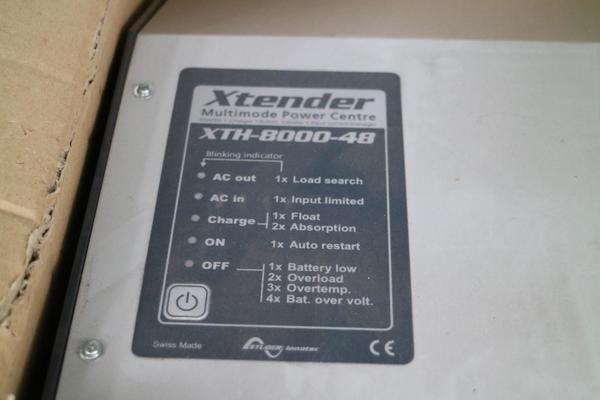 Xtender
Multimode Power Centre
XTH-8000-48
Blinking indicator
AC out 1x Load search
AC in 1x Input limited
Charge 1x Float
2x Absorption
ON 1x Auto restart
OFF 1x Battery low
2x Overload
3x Overtemp.
4x Bat. over volt.
Swiss Made STUDER Innotec CE